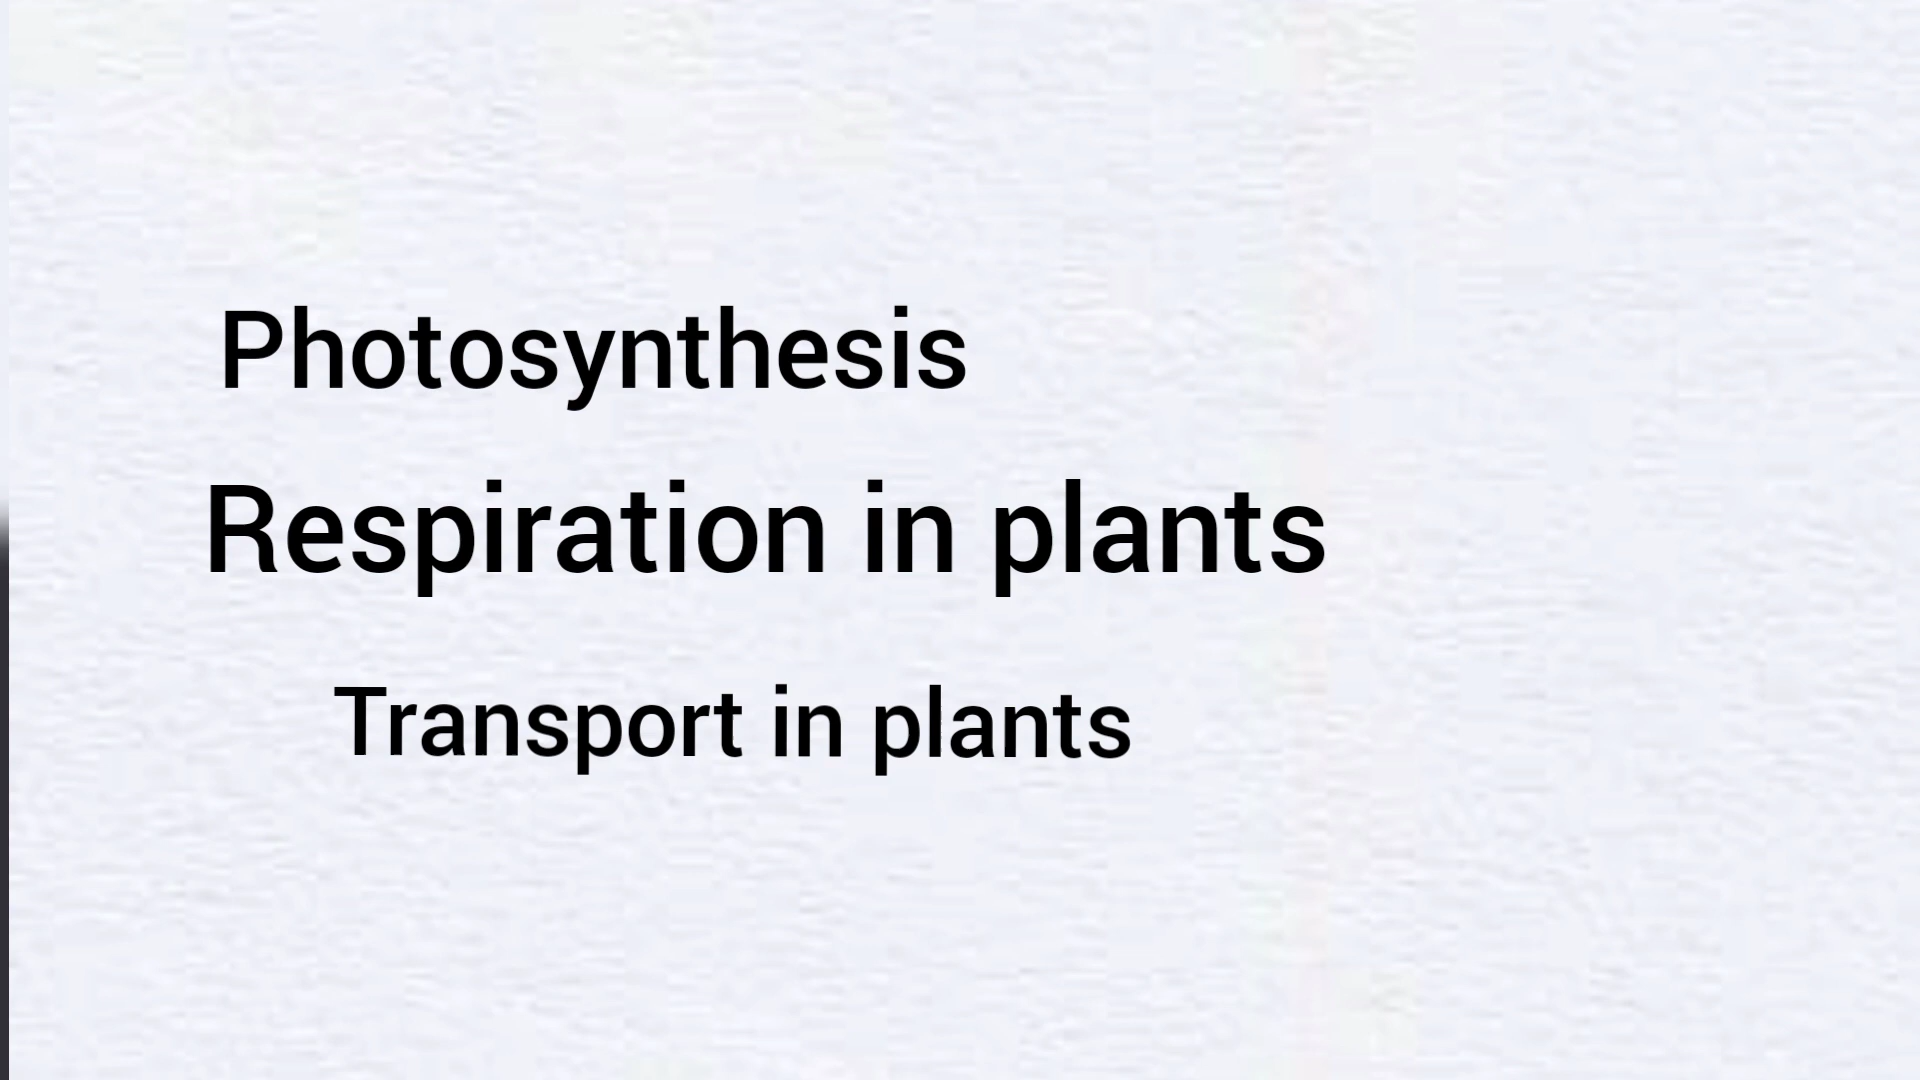 Photosynthesis
Respiration in plants
Transport in plants